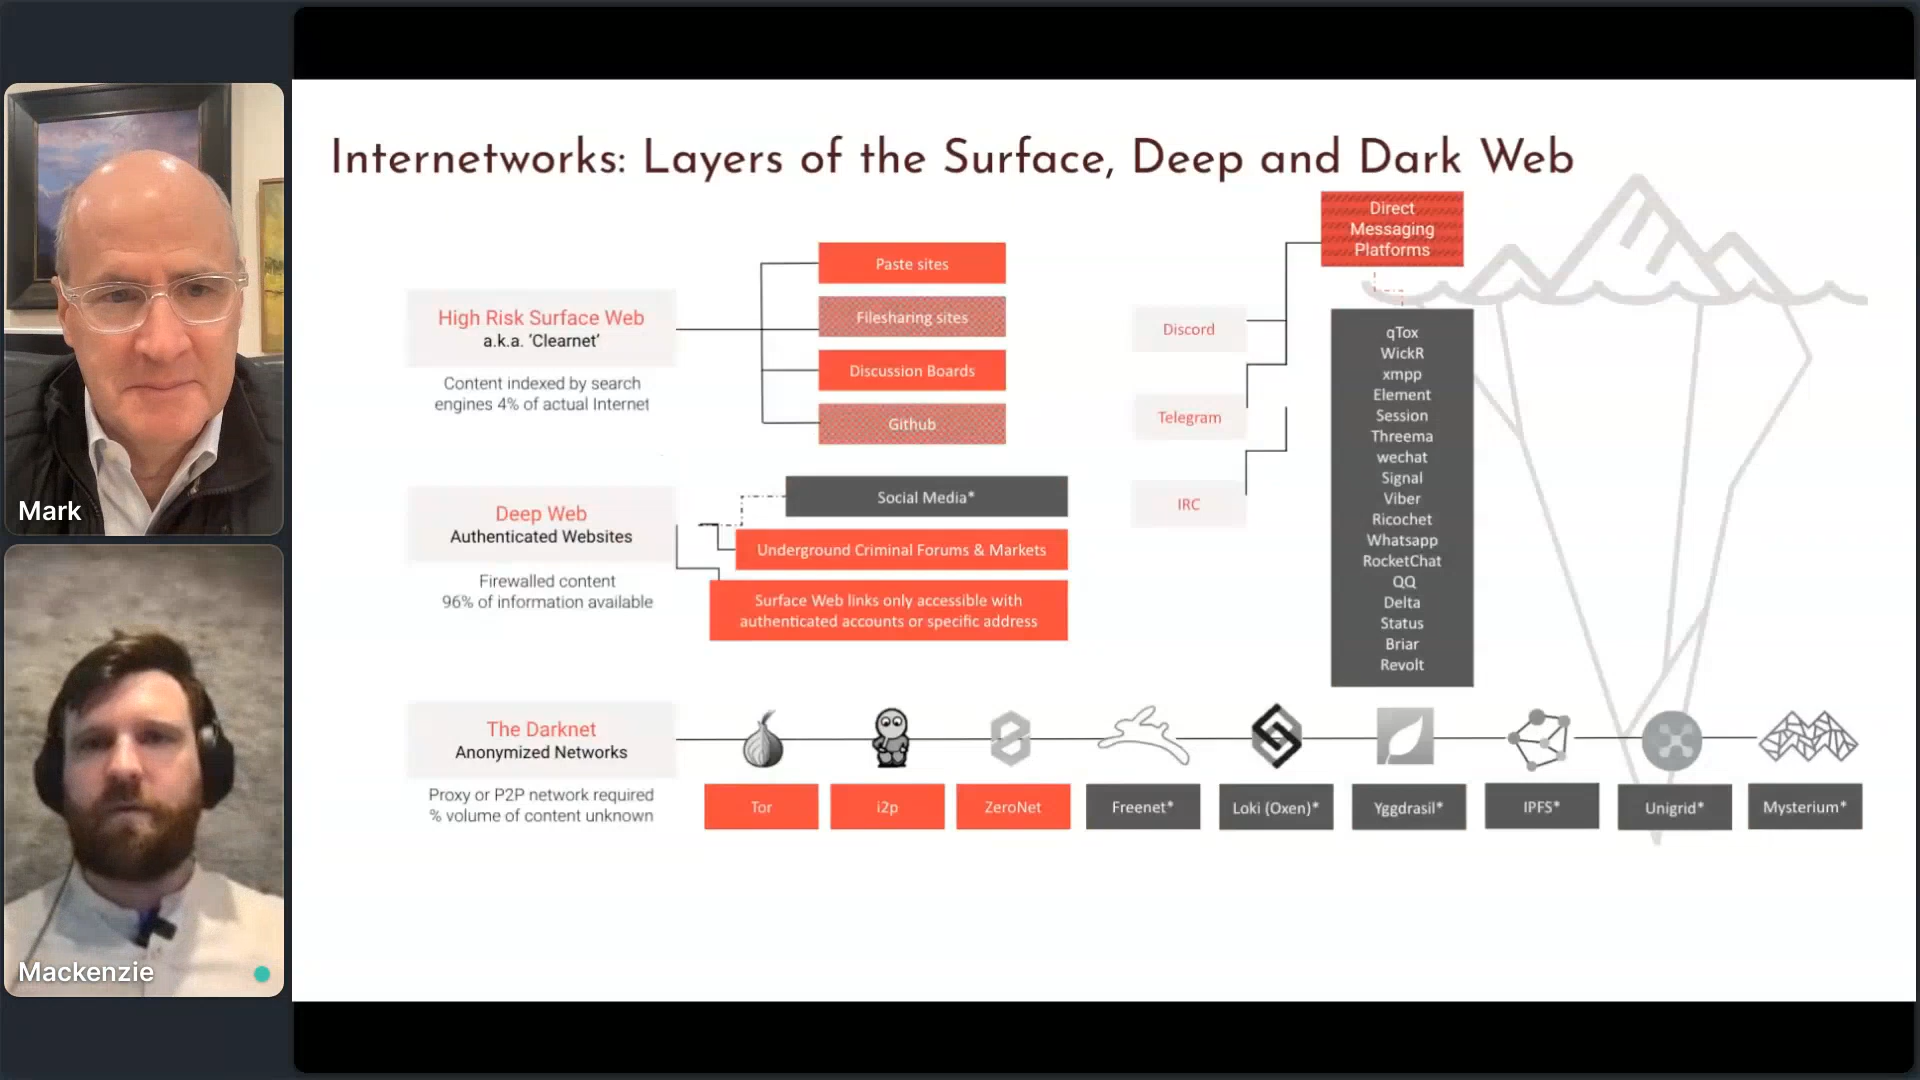 Internetworks: Layers of the Surface, Deep and Dark Web
High Risk Surface Web
a.k.a. ‘Clearnet’
Content indexed by search
engines 4% of actual Internet
Paste sites
Filesharing sites
Discussion Boards
Github
Deep Web
Authenticated Websites
Firewalled content
96% of information available
Social Media*
Underground Criminal Forums & Markets
Surface Web links only accessible with
authenticated accounts or specific address
Direct
Messaging
Platforms
Discord
Telegram
IRC
qTox
WickR
xmpp
Element
Session
Threema
wechat
Signal
Viber
Ricochet
Whatsapp
RocketChat
QQ
Delta
Status
Briar
Revolt
The Darknet
Anonymized Networks
Proxy or P2P network required
% volume of content unknown
Tor
i2p
ZeroNet
Freenet*
Loki (Oxen)*
Yggdrasil*
IPFS*
Unigrid*
Mysterium*
Mark
Mackenzie